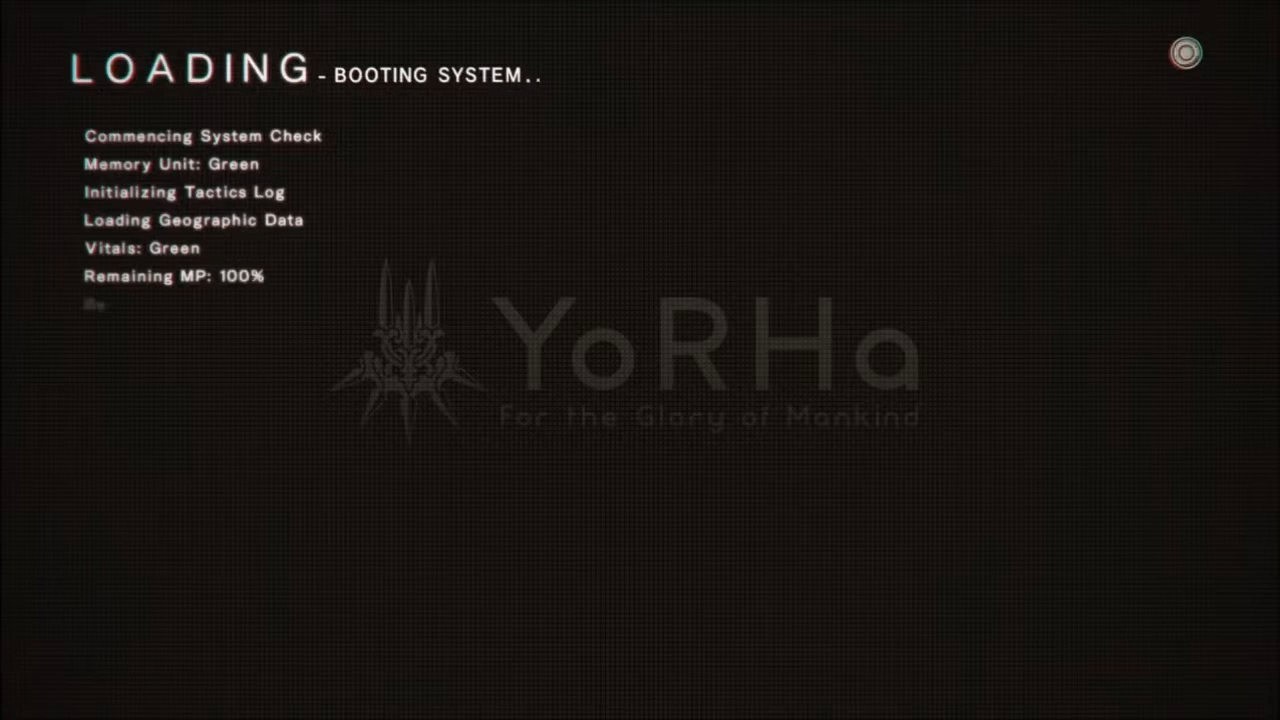 LOADING - BOOTING SYSTEM..
Commencing System Check
Memory Unit: Green
Initializing Tactics Log
Loading Geographic Data
Vitals: Green
Remaining MP: 100%
YoRHa
For the Glory of Mankind